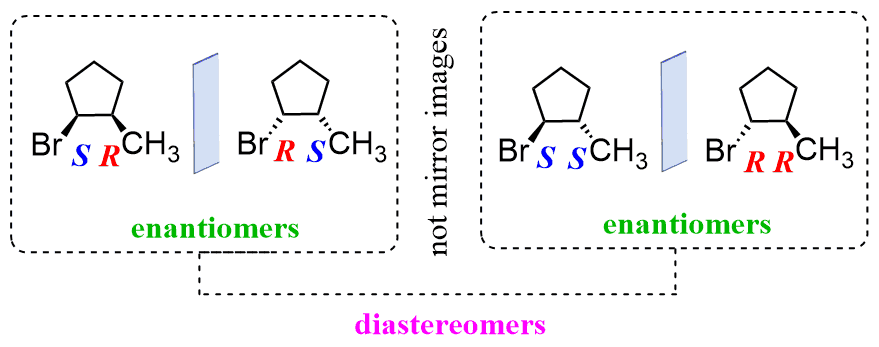 Br S R CH3
Br R S CH3
enantiomers
not mirror images
Br S S CH3
Br R R CH3
enantiomers
diastereomers